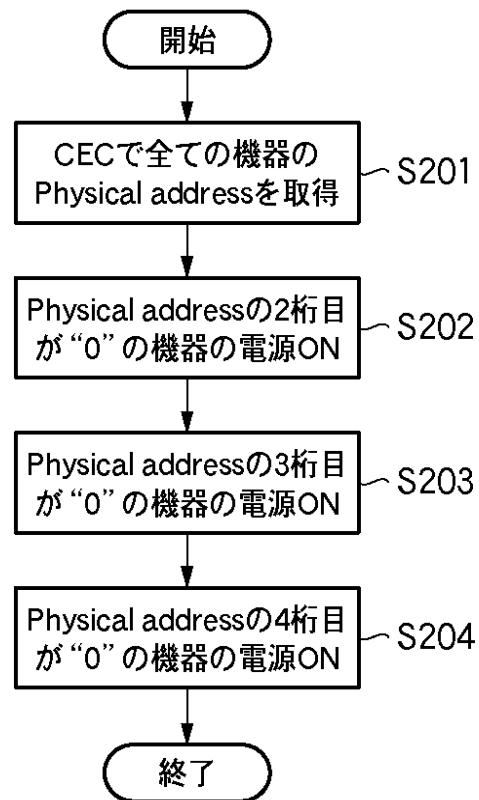 開始
CECで全ての機器の
Physical addressを取得
S201
Physical addressの2桁目
が“0”の機器の電源ON
S202
Physical addressの3桁目
が“0”の機器の電源ON
S203
Physical addressの4桁目
が“0”の機器の電源ON
S204
終了